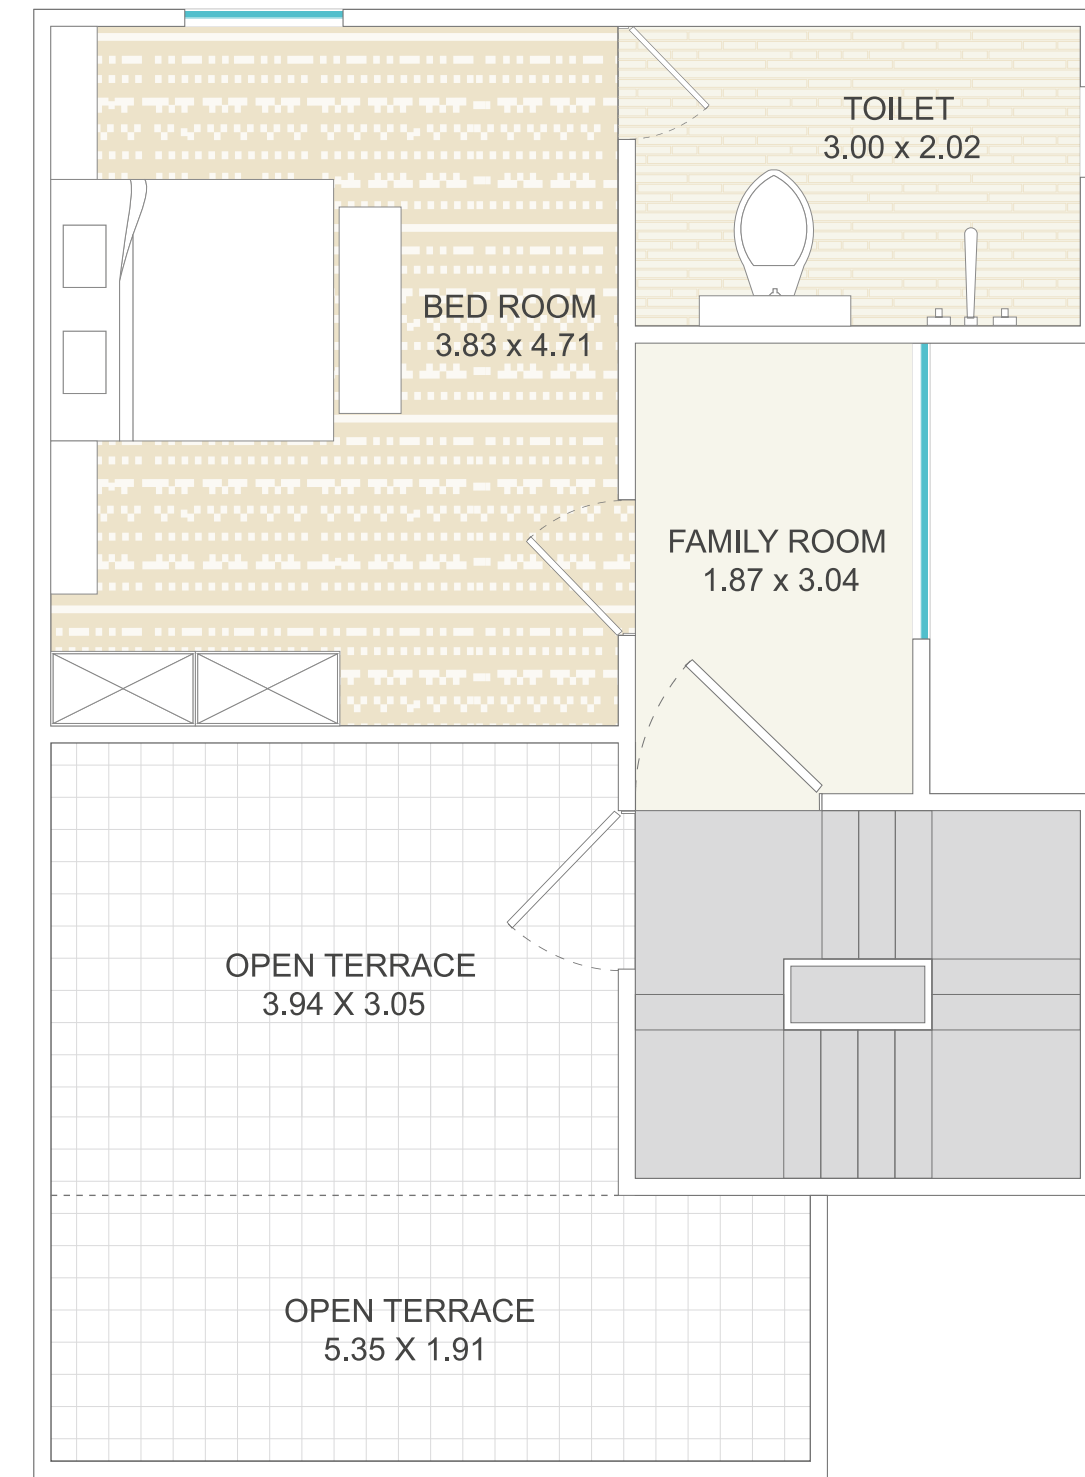 TOILET
3.00 x 2.02
BED ROOM
3.83 x 4.71
FAMILY ROOM
1.87 x 3.04
OPEN TERRACE
3.94 X 3.05
OPEN TERRACE
5.35 X 1.91